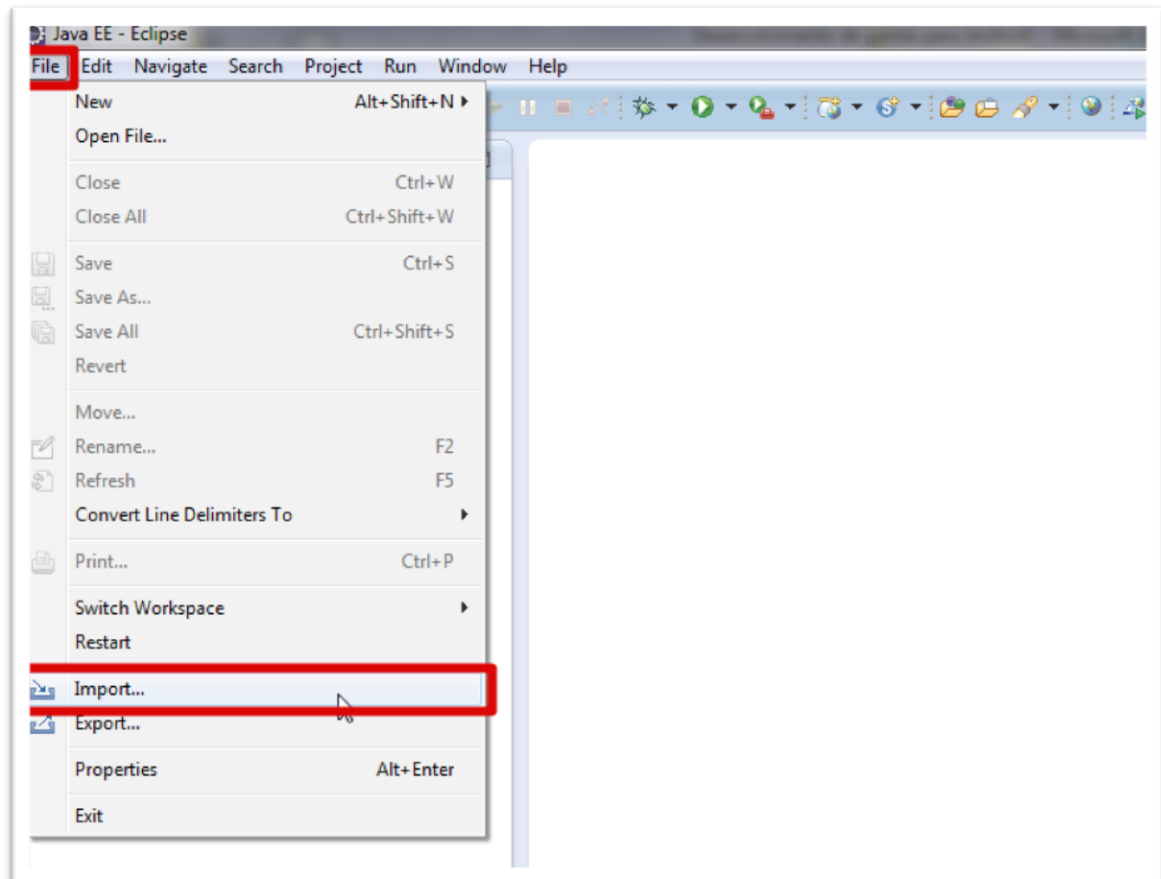 Java EE - Eclipse
File Edit Navigate Search Project Run Window Help
New Alt+Shift+N
Open File...
Close Ctrl+W
Close All Ctrl+Shift+W
Save Ctrl+S
Save As...
Save All Ctrl+Shift+S
Revert
Move...
Rename... F2
Refresh F5
Convert Line Delimiters To
Print... Ctrl+P
Switch Workspace
Restart
Import...
Export...
Properties Alt+Enter
Exit